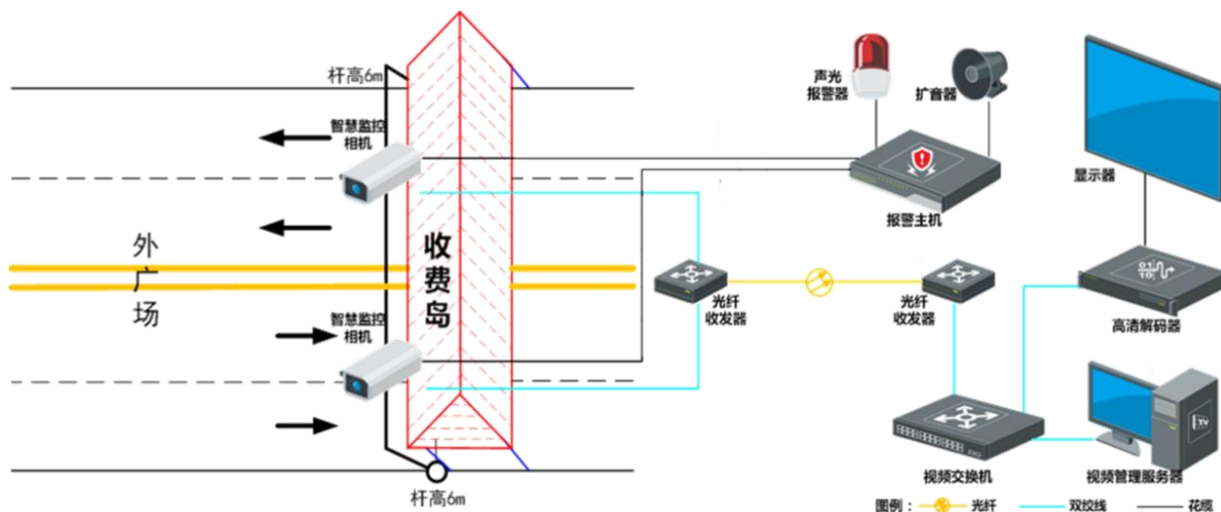 杆高6m
智慧监控
相机
外
广
场
收
费
岛
智慧监控
相机
杆高6m
声光
报警器
扩音器
报警主机
显示器
光纤
收发器
光纤
收发器
高清解码器
01
10
视频交换机
视频管理服务器
TV
图例：
光纤
双绞线
花缆